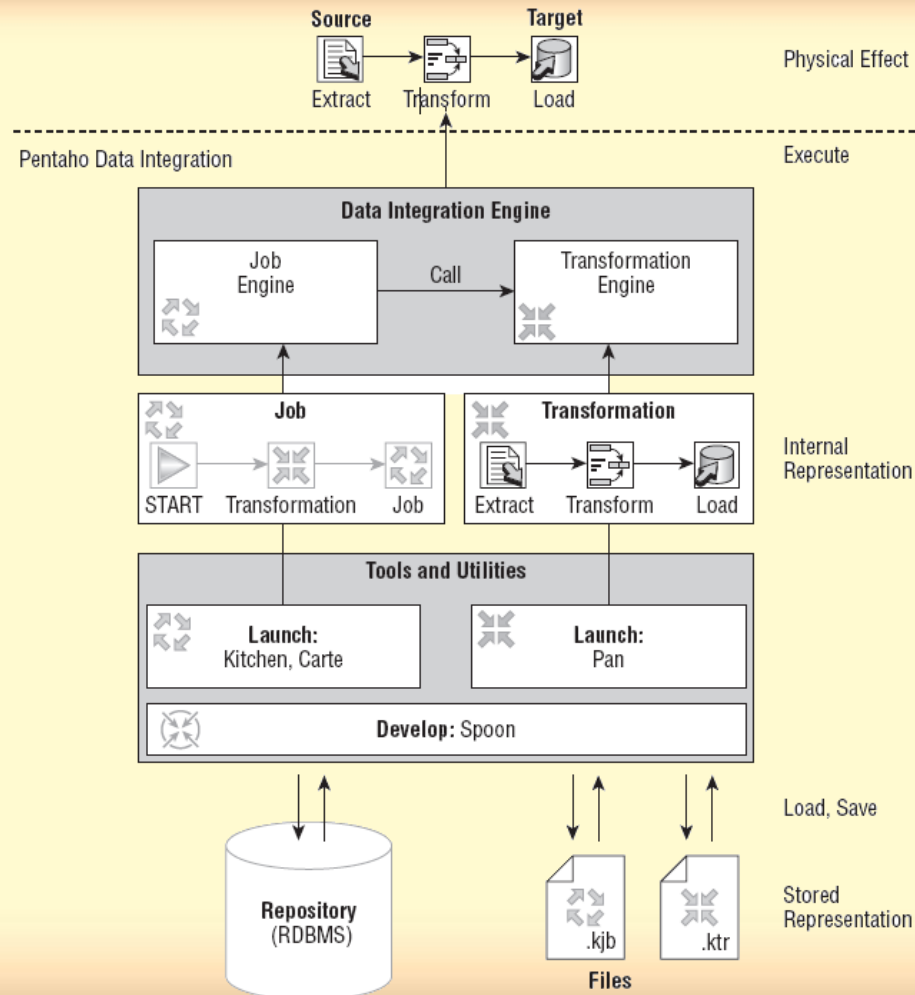 Source
Target
Extract
Transform
Load
Physical Effect
Pentaho Data Integration
Execute
Data Integration Engine
Job
Engine
Call
Transformation
Engine
Job
START
Transformation
Job
Transformation
Extract
Transform
Load
Internal
Representation
Tools and Utilities
Launch:
Kitchen, Carte
Launch:
Pan
Develop: Spoon
Load, Save
Repository
(RDBMS)
.kjb
.ktr
Files
Stored
Representation